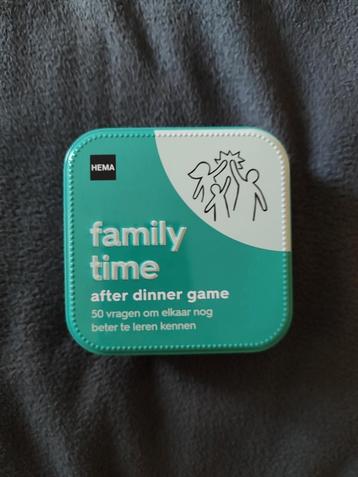 HEMA
family
time
after dinner game
50 vragen om elkaar nog
beter te leren kennen